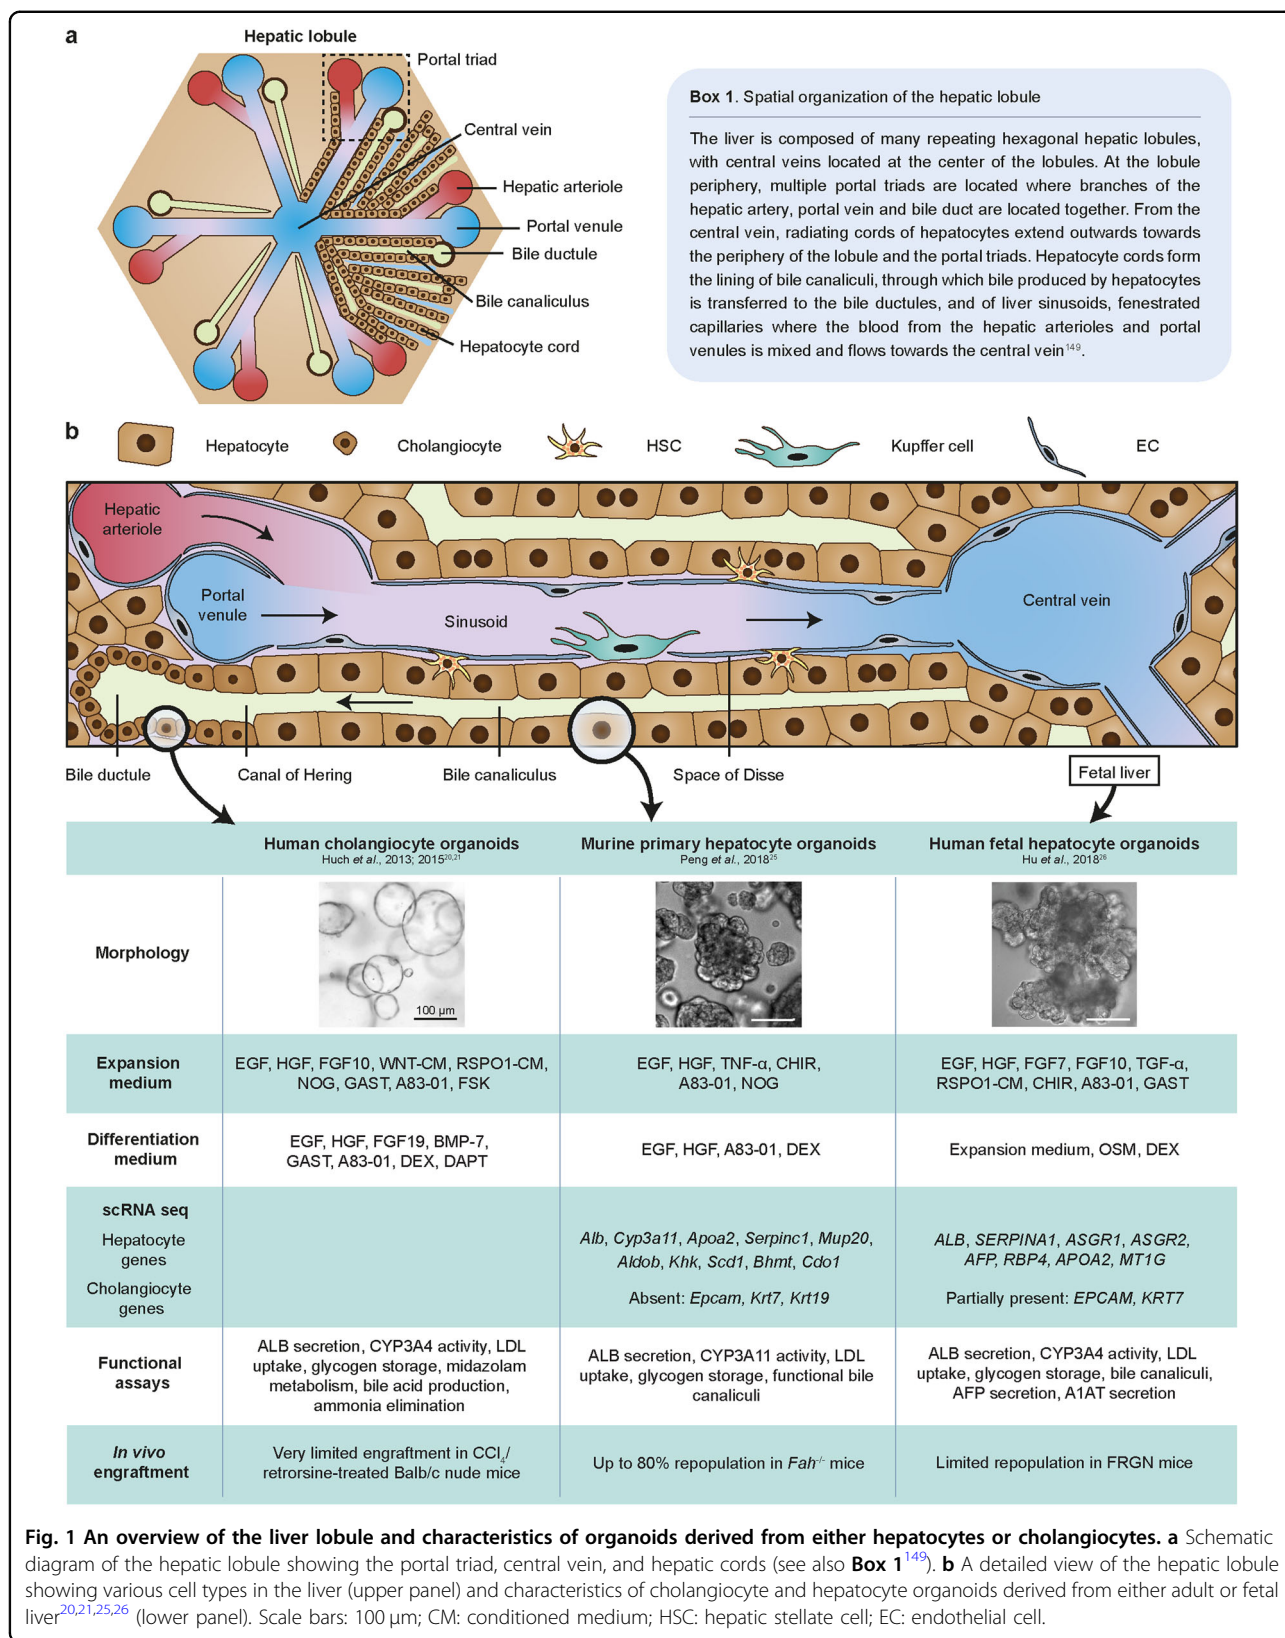 a
Hepatic lobule
Portal triad
Central vein
Hepatic arteriole
Portal venule
Bile ductule
Bile canaliculus
Hepatocyte cord
Box 1. Spatial organization of the hepatic lobule
The liver is composed of many repeating hexagonal hepatic lobules,
with central veins located at the center of the lobules. At the lobule
periphery, multiple portal triads are located where branches of the
hepatic artery, portal vein and bile duct are located together. From the
central vein, radiating cords of hepatocytes extend outwards towards
the periphery of the lobule and the portal triads. Hepatocyte cords form
the lining of bile canaliculi, through which bile produced by hepatocytes
is transferred to the bile ductules, and of liver sinusoids, fenestrated
capillaries where the blood from the hepatic arterioles and portal
venules is mixed and flows towards the central vein149.
b
Hepatocyte
Cholangiocyte
HSC
Kupffer cell
EC
Hepatic
arteriole
Portal
venule
Sinusoid
Central vein
Bile ductule
Canal of Hering
Bile canaliculus
Space of Disse
Fetal liver
Human cholangiocyte organoids
Huch et al., 2013; 201520,21
Murine primary hepatocyte organoids
Peng et al., 201825
Human fetal hepatocyte organoids
Hu et al., 201826
Morphology
100 µm
Expansion
medium
EGF, HGF, FGF10, WNT-CM, RSPO1-CM,
NOG, GAST, A83-01, FSK
EGF, HGF, TNF-α, CHIR,
A83-01, NOG
EGF, HGF, FGF7, FGF10, TGF-α,
RSPO1-CM, CHIR, A83-01, GAST
Differentiation
medium
EGF, HGF, FGF19, BMP-7,
GAST, A83-01, DEX, DAPT
EGF, HGF, A83-01, DEX
Expansion medium, OSM, DEX
scRNA seq
Hepatocyte
genes
Alb, Cyp3a11, Apoa2, Serpinc1, Mup20,
Aldob, Khk, Scd1, Bhmt, Cdo1
ALB, SERPINA1, ASGR1, ASGR2,
AFP, RBP4, APOA2, MT1G
Cholangiocyte
genes
Absent: Epcam, Krt7, Krt19
Partially present: EPCAM, KRT7
Functional
assays
ALB secretion, CYP3A4 activity, LDL
uptake, glycogen storage, midazolam
metabolism, bile acid production,
ammonia elimination
ALB secretion, CYP3A11 activity, LDL
uptake, glycogen storage, functional bile
canaliculi
ALB secretion, CYP3A4 activity, LDL
uptake, glycogen storage, bile canaliculi,
AFP secretion, A1AT secretion
In vivo
engraftment
Very limited engraftment in CCl4/
retrorsine-treated Balb/c nude mice
Up to 80% repopulation in Fah-/- mice
Limited repopulation in FRGN mice
Fig. 1 An overview of the liver lobule and characteristics of organoids derived from either hepatocytes or cholangiocytes. a Schematic
diagram of the hepatic lobule showing the portal triad, central vein, and hepatic cords (see also Box 1149). b A detailed view of the hepatic lobule
showing various cell types in the liver (upper panel) and characteristics of cholangiocyte and hepatocyte organoids derived from either adult or fetal
liver20,21,25,26 (lower panel). Scale bars: 100 µm; CM: conditioned medium; HSC: hepatic stellate cell; EC: endothelial cell.